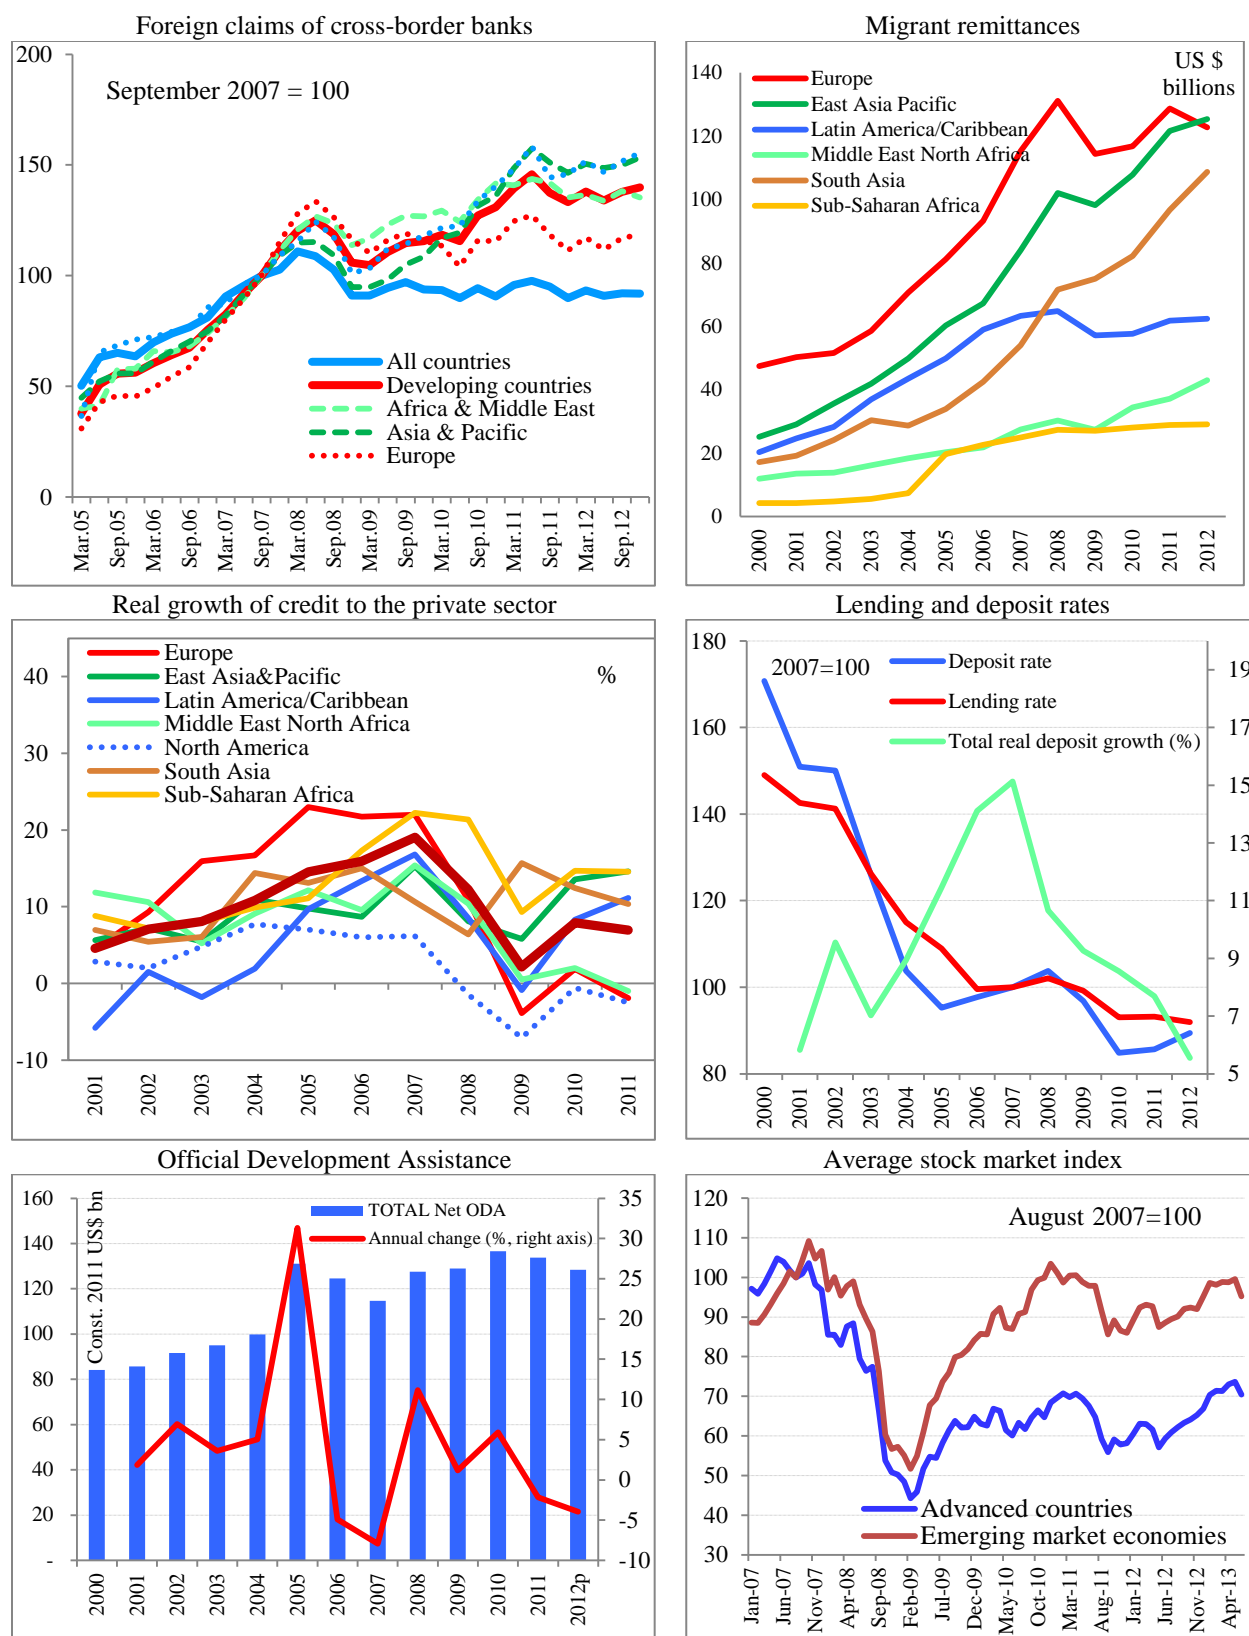 Foreign claims of cross-border banks
200
150
100
50
0
September 2007 = 100
All countries
Developing countries
Africa & Middle East
Asia & Pacific
Europe
Mar.05
Sep.05
Mar.06
Sep.06
Mar.07
Sep.07
Mar.08
Sep.08
Mar.09
Sep.09
Mar.10
Sep.10
Mar.11
Sep.11
Mar.12
Sep.12
Migrant remittances
US $
billions
140
120
100
80
60
40
20
0
Europe
East Asia Pacific
Latin America/Caribbean
Middle East North Africa
South Asia
Sub-Saharan Africa
2000
2001
2002
2003
2004
2005
2006
2007
2008
2009
2010
2011
2012
Real growth of credit to the private sector
40
30
20
10
0
-10
%
Europe
East Asia&Pacific
Latin America/Caribbean
Middle East North Africa
North America
South Asia
Sub-Saharan Africa
2001
2002
2003
2004
2005
2006
2007
2008
2009
2010
2011
Lending and deposit rates
180
160
140
120
100
80
2007=100
Deposit rate
Lending rate
Total real deposit growth (%)
19
17
15
13
11
9
7
5
2000
2001
2002
2003
2004
2005
2006
2007
2008
2009
2010
2011
2012
Official Development Assistance
160
140
120
100
80
60
40
20
-
Const. 2011 US$ bn
TOTAL Net ODA
Annual change (%, right axis)
35
30
25
20
15
10
5
0
-5
-10
2000
2001
2002
2003
2004
2005
2006
2007
2008
2009
2010
2011
2012p
Average stock market index
120
110
100
90
80
70
60
50
40
30
August 2007=100
Advanced countries
Emerging market economies
Jan-07
Jun-07
Nov-07
Apr-08
Sep-08
Feb-09
Jul-09
Dec-09
May-10
Oct-10
Mar-11
Aug-11
Jan-12
Jun-12
Nov-12
Apr-13